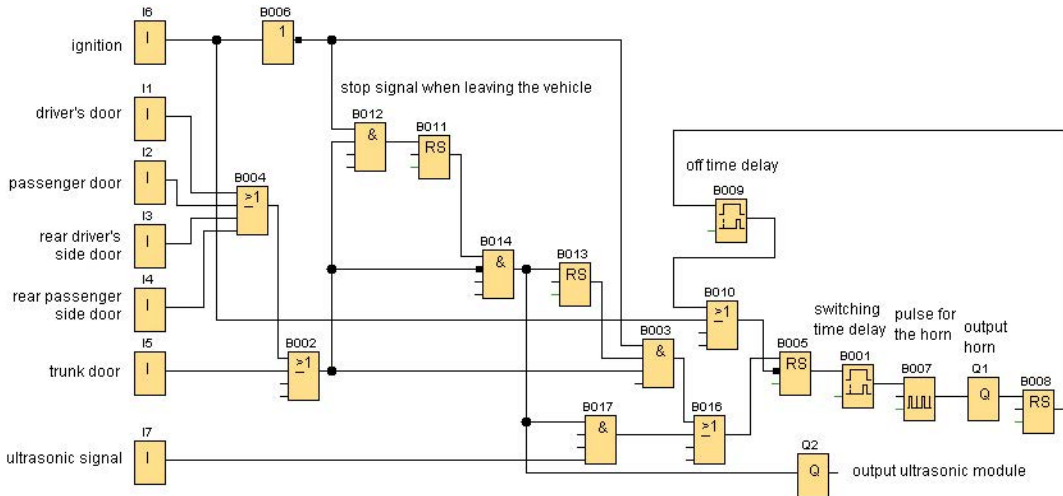 I6
B006
ignition
I
1
stop signal when leaving the vehicle
I1
driver's door
I
B012
&
B011
RS
I2
passenger door
I
B004
>1
off time delay
B009
I3
rear driver's
side door
I
B014
&
B013
RS
I4
rear passenger
side door
I
B010
>1
switching
time delay
pulse for
the horn
output
horn
I5
trunk door
I
B002
>1
B003
&
B005
RS
B001
B007
Q1
Q
B008
RS
I7
ultrasonic signal
I
B017
&
B016
>1
Q2
Q
output ultrasonic module